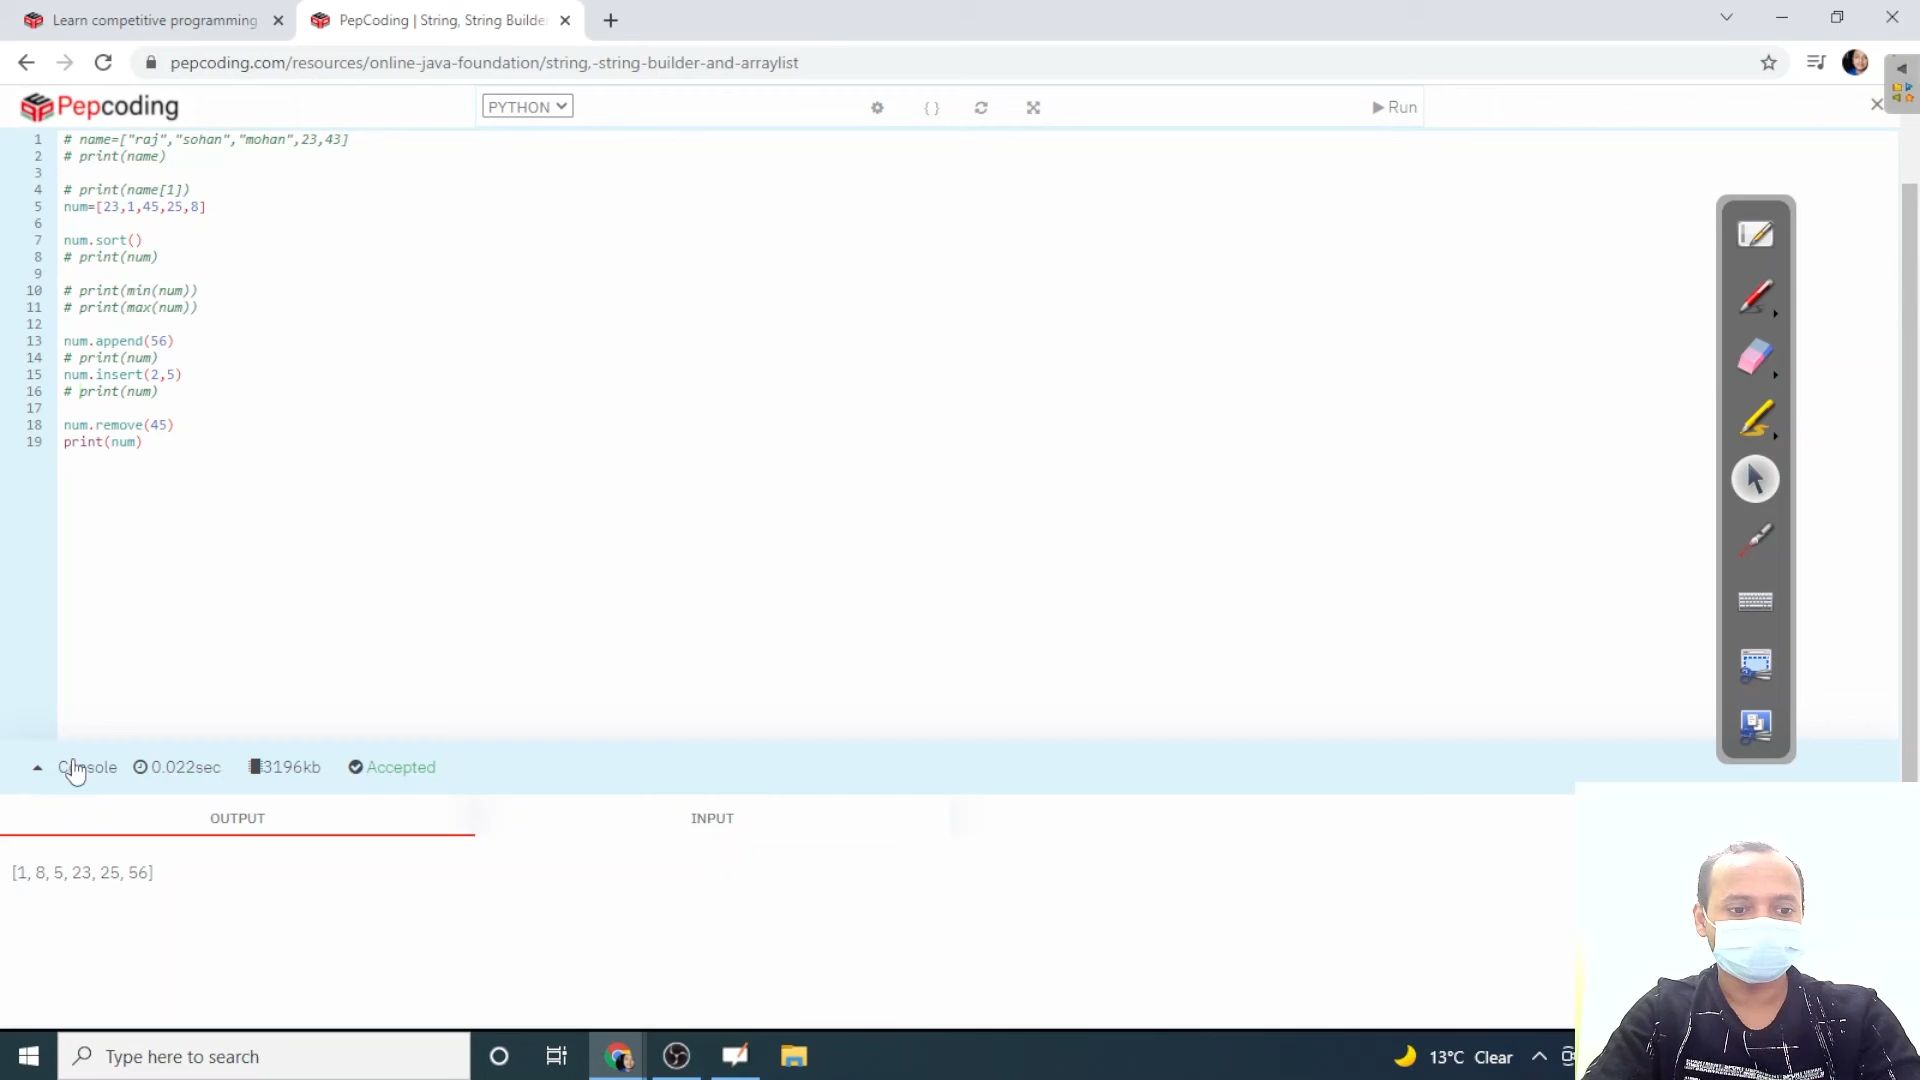 Learn competitive programming
PepCoding | String, String Builde
pepcoding.com/resources/online-java-foundation/string,-string-builder-and-arraylist
Pepcoding
PYTHON
{ }
Run
1 # name=["raj","sohan","mohan",23,43]
2 # print(name)
3
4 # print(name[1])
5 num=[23,1,45,25,8]
6
7 num.sort()
8 # print(num)
9
10 # print(min(num))
11 # print(max(num))
12
13 num.append(56)
14 # print(num)
15 num.insert(2,5)
16 # print(num)
17
18 num.remove(45)
19 print(num)
Console 0.022sec 3196kb Accepted
OUTPUT INPUT
[1, 8, 5, 23, 25, 56]
Type here to search
13°C Clear